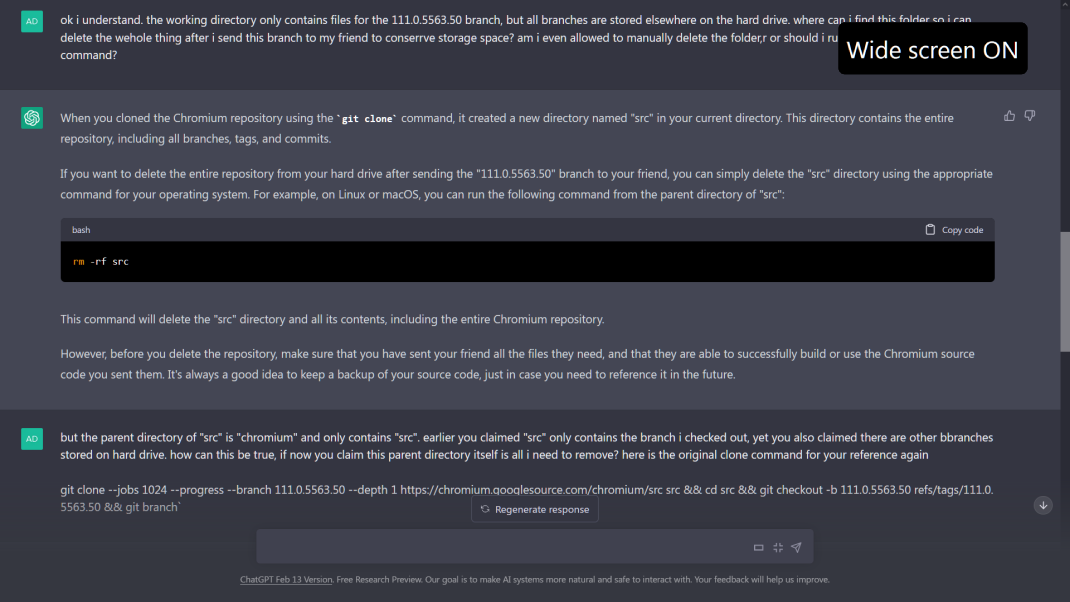 AD
ok i understand. the working directory only contains files for the 111.0.5563.50 branch, but all branches are stored elsewhere on the hard drive. where can i find this folder so i can
delete the wehole thing after i send this branch to my friend to conserrve storage space? am i even allowed to manually delete the folder,r or should i ru
command?
Wide screen ON
When you cloned the Chromium repository using the `git clone` command, it created a new directory named "src" in your current directory. This directory contains the entire
repository, including all branches, tags, and commits.
If you want to delete the entire repository from your hard drive after sending the "111.0.5563.50" branch to your friend, you can simply delete the "src" directory using the appropriate
command for your operating system. For example, on Linux or macOS, you can run the following command from the parent directory of "src":
bash
Copy code
rm -rf src
This command will delete the "src" directory and all its contents, including the entire Chromium repository.
However, before you delete the repository, make sure that you have sent your friend all the files they need, and that they are able to successfully build or use the Chromium source
code you sent them. It's always a good idea to keep a backup of your source code, just in case you need to reference it in the future.
AD
but the parent directory of "src" is "chromium" and only contains "src". earlier you claimed "src" only contains the branch i checked out, yet you also claimed there are other bbranches
stored on hard drive. how can this be true, if now you claim this parent directory itself is all i need to remove? here is the original clone command for your reference again
git clone --jobs 1024 --progress --branch 111.0.5563.50 --depth 1 https://chromium.googlesource.com/chromium/src src && cd src && git checkout -b 111.0.5563.50 refs/tags/111.0.
5563.50 && git branch`
Regenerate response
ChatGPT Feb 13 Version. Free Research Preview. Our goal is to make AI systems more natural and safe to interact with. Your feedback will help us improve.